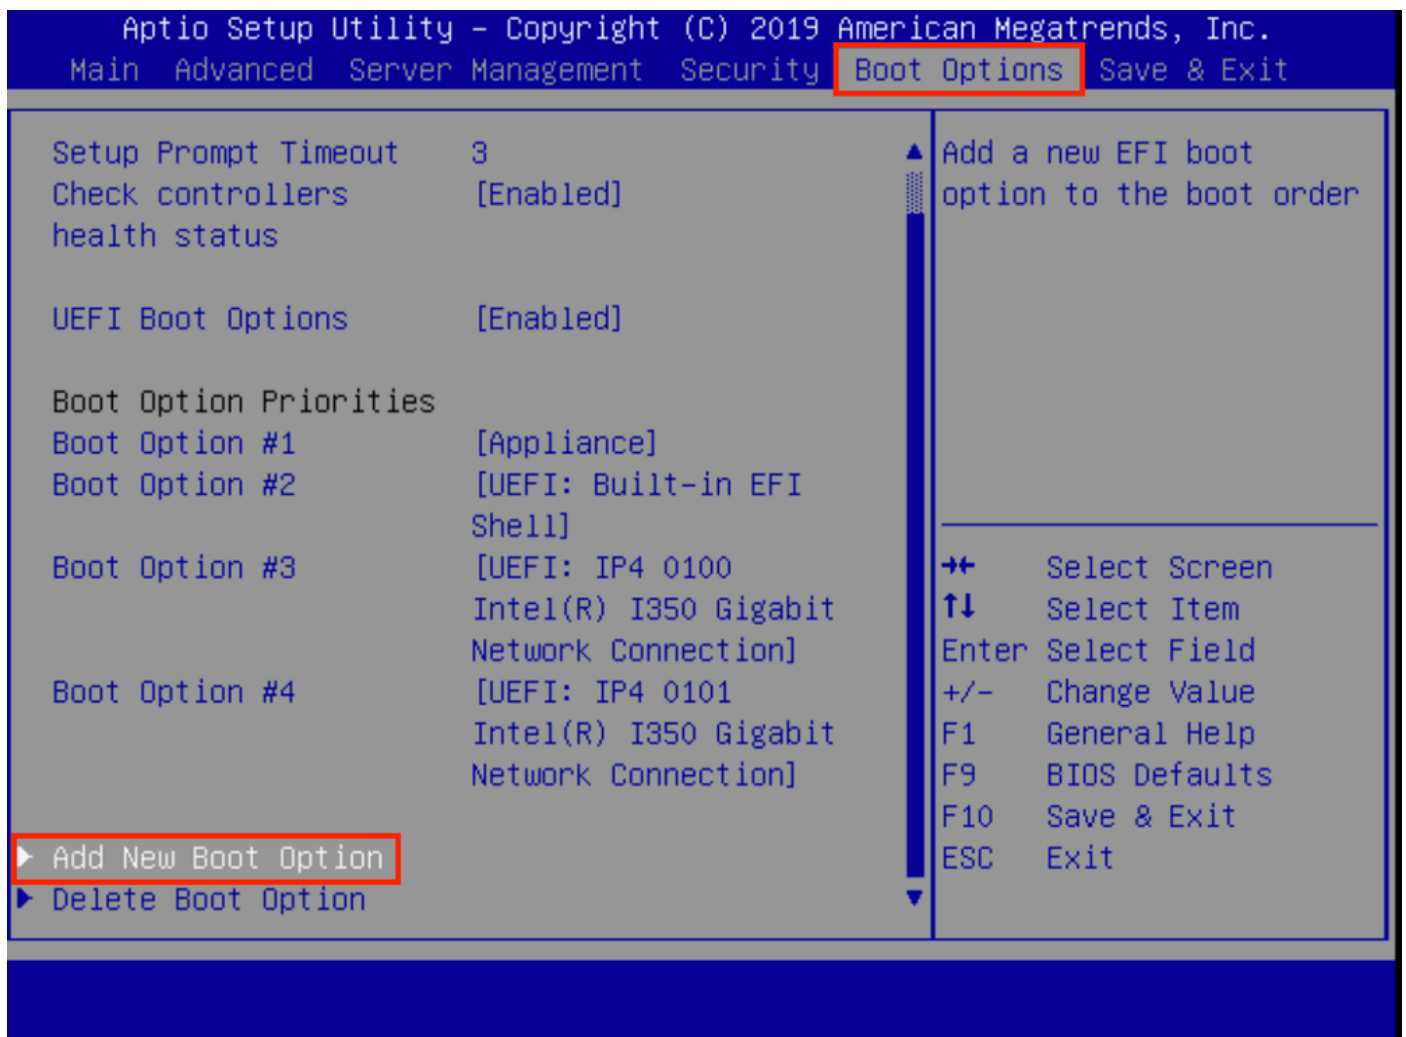 Aptio Setup Utility – Copyright (C) 2019 American Megatrends, Inc.
Main Advanced Server Management Security Boot Options Save & Exit
Setup Prompt Timeout 3
Check controllers [Enabled]
health status
UEFI Boot Options [Enabled]
Boot Option Priorities
Boot Option #1 [Appliance]
Boot Option #2 [UEFI: Built-in EFI
Shell]
Boot Option #3 [UEFI: IP4 0100
Intel(R) I350 Gigabit
Network Connection]
Boot Option #4 [UEFI: IP4 0101
Intel(R) I350 Gigabit
Network Connection]
Add New Boot Option
Delete Boot Option
Add a new EFI boot
option to the boot order
→← Select Screen
↑↓ Select Item
Enter Select Field
+/- Change Value
F1 General Help
F9 BIOS Defaults
F10 Save & Exit
ESC Exit